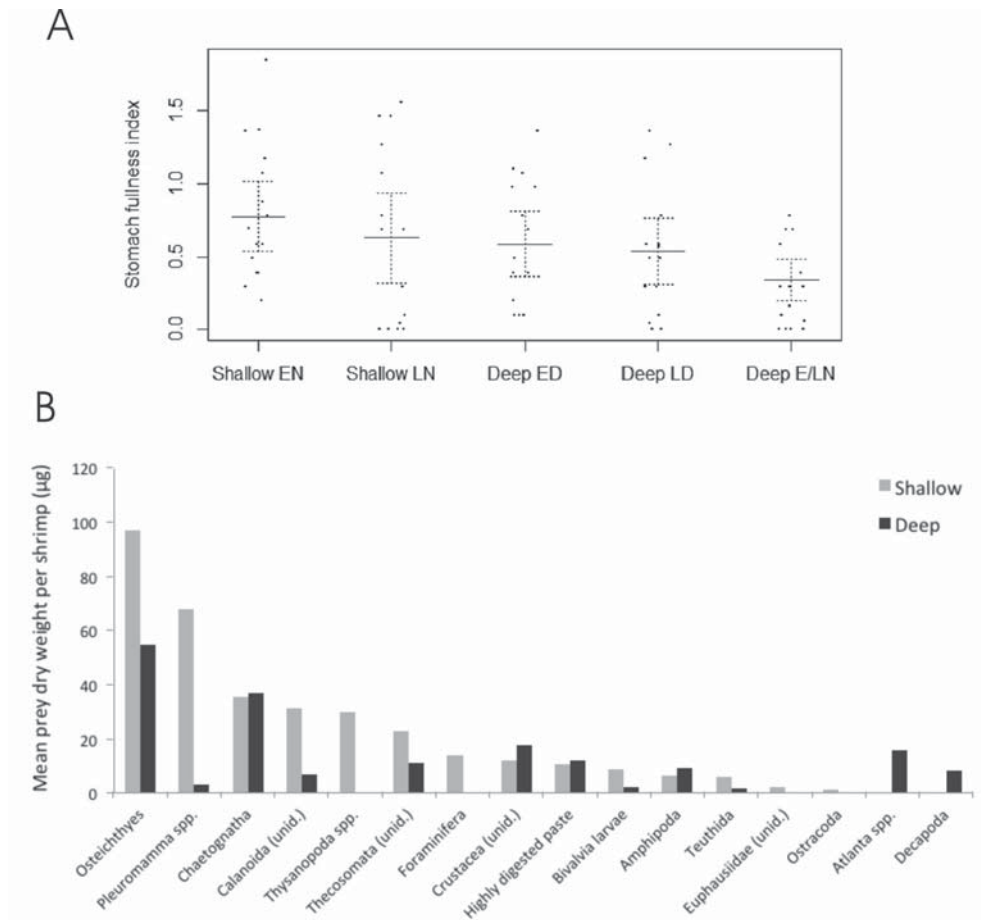 A
Stomach fullness index
1.5
1.0
0.5
0.0
Shallow EN
Shallow LN
Deep ED
Deep LD
Deep E/LN
B
Mean prey dry weight per shrimp (µg)
120
100
80
60
40
20
0
Shallow
Deep
Osteichthyes
Pleuromamma spp.
Chaetognatha
Calanoida (unid.)
Thysanopoda spp.
Thecosomata (unid.)
Foraminifera
Crustacea (unid.)
Highly digested paste
Bivalvia larvae
Amphipoda
Teuthida
Euphausiidae (unid.)
Ostracoda
Atlanta spp.
Decapoda